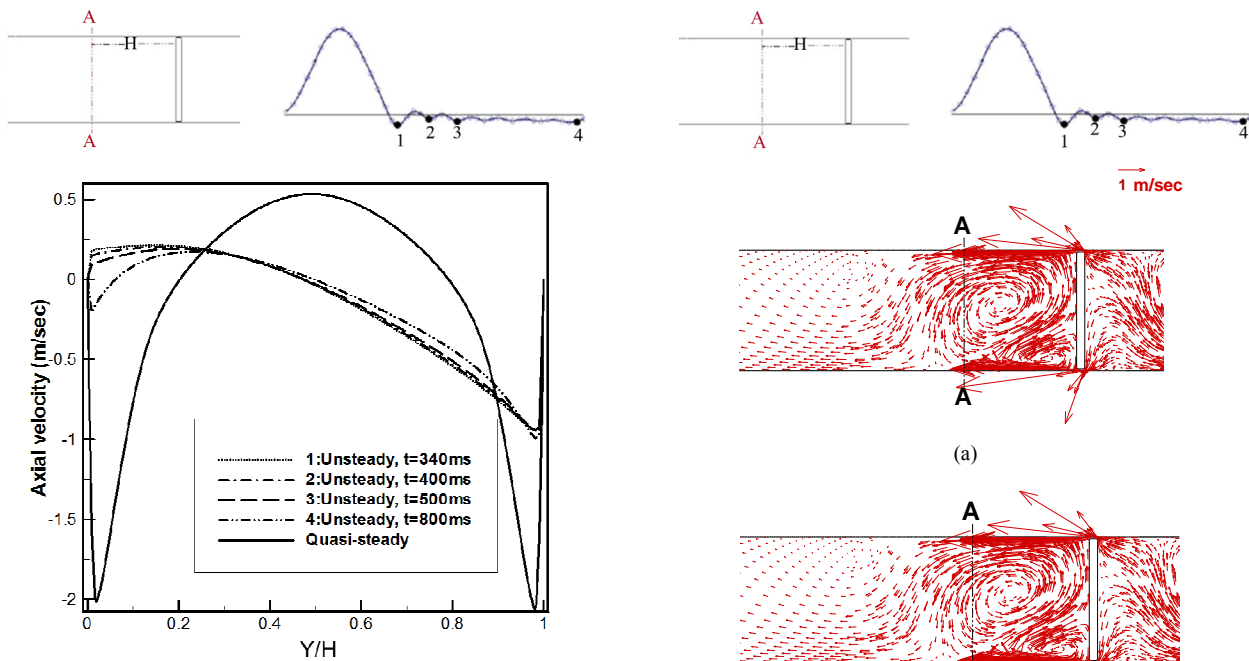 A
H
A
1
2
3
4
A
H
A
1
2
3
4
0.5
0
-0.5
-1
-1.5
-2
Axial velocity (m/sec)
1:Unsteady, t=340ms
2:Unsteady, t=400ms
3:Unsteady, t=500ms
4:Unsteady, t=800ms
Quasi-steady
0
0.2
0.4
0.6
0.8
1
Y/H
1 m/sec
A
A
(a)
A